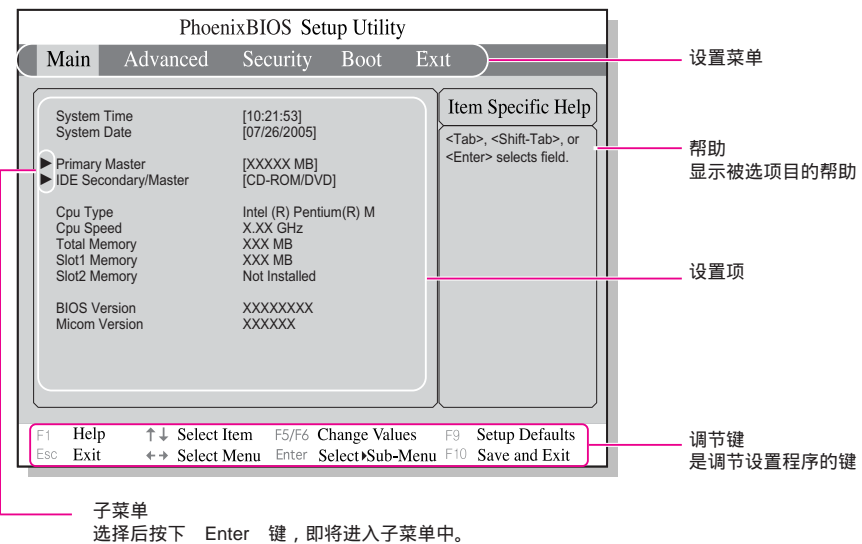 PhoenixBIOS Setup Utility
Main Advanced Security Boot Exit
设置菜单
System Time [10:21:53]
System Date [07/26/2005]
Primary Master [XXXXX MB]
IDE Secondary/Master [CD-ROM/DVD]
Cpu Type Intel (R) Pentium(R) M
Cpu Speed X.XX GHz
Total Memory XXX MB
Slot1 Memory XXX MB
Slot2 Memory Not Installed
BIOS Version XXXXXXXX
Micom Version XXXXXX
Item Specific Help
<Tab>, <Shift-Tab>, or
<Enter> selects field.
帮助
显示被选项目的帮助
设置项
F1 Help ↑↓ Select Item F5/F6 Change Values F9 Setup Defaults
Esc Exit ←→ Select Menu Enter Select▶Sub-Menu F10 Save and Exit
调节键
是调节设置程序的键
子菜单
选择后按下 Enter 键，即将进入子菜单中。